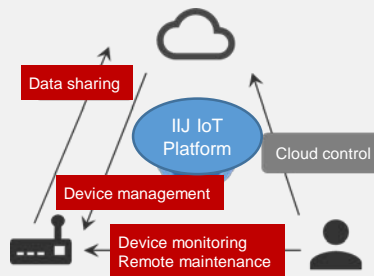 Data sharing
IIJ IoT
Platform
Cloud control
Device management
Device monitoring
Remote maintenance